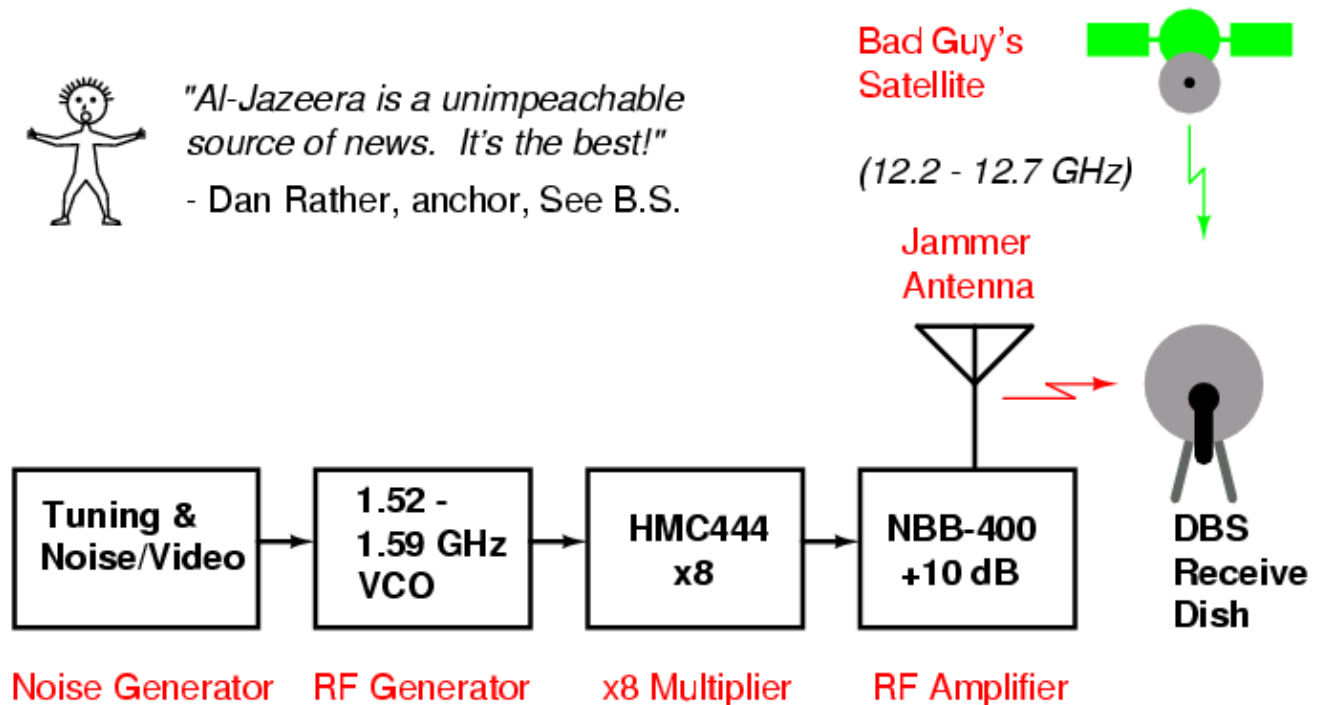 "Al-Jazeera is a unimpeachable
source of news.  It's the best!"
- Dan Rather, anchor, See B.S.
Bad Guy's
Satellite
(12.2 - 12.7 GHz)
Jammer
Antenna
Tuning &
Noise/Video
1.52 -
1.59 GHz
VCO
HMC444
x8
NBB-400
+10 dB
DBS
Receive
Dish
Noise Generator
RF Generator
x8 Multiplier
RF Amplifier